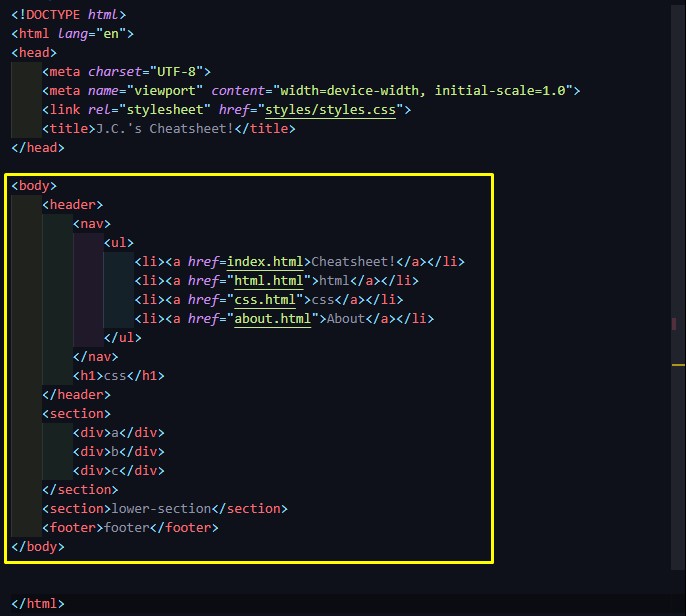 <!DOCTYPE html>
<html lang="en">
<head>
    <meta charset="UTF-8">
    <meta name="viewport" content="width=device-width, initial-scale=1.0">
    <link rel="stylesheet" href="styles/styles.css">
    <title>J.C.'s Cheatsheet!</title>
</head>
<body>
    <header>
        <nav>
            <ul>
                <li><a href=index.html>Cheatsheet!</a></li>
                <li><a href="html.html">html</a></li>
                <li><a href="css.html">css</a></li>
                <li><a href="about.html">About</a></li>
            </ul>
        </nav>
        <h1>css</h1>
    </header>
    <section>
        <div>a</div>
        <div>b</div>
        <div>c</div>
    </section>
    <section>lower-section</section>
    <footer>footer</footer>
</body>
</html>